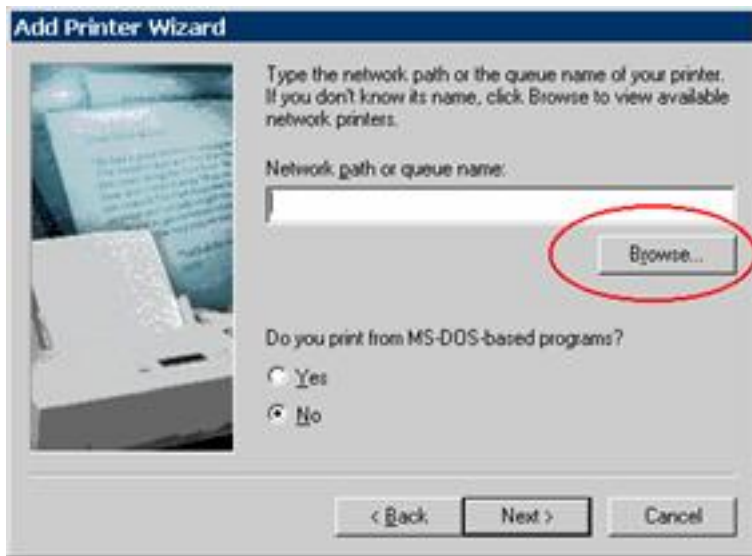 Add Printer Wizard
Type the network path or the queue name of your printer.
If you don't know its name, click Browse to view available
network printers.
Network path or queue name:
Browse...
Do you print from MS-DOS-based programs?
Yes
No
< Back
Next >
Cancel